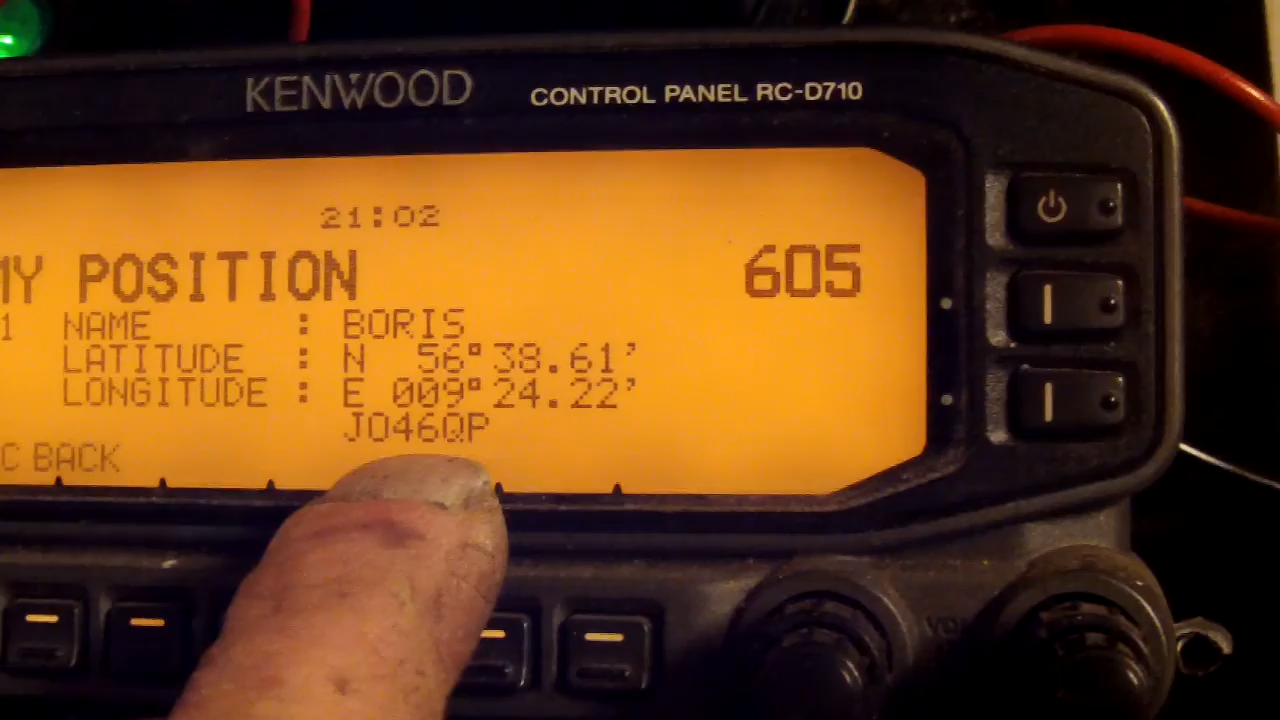 KENWOOD CONTROL PANEL RC-D710
21:02
MY POSITION 605
1 NAME : BORIS
LATITUDE : N 56°38.61'
LONGITUDE : E 009°24.22'
JO46QP
C BACK